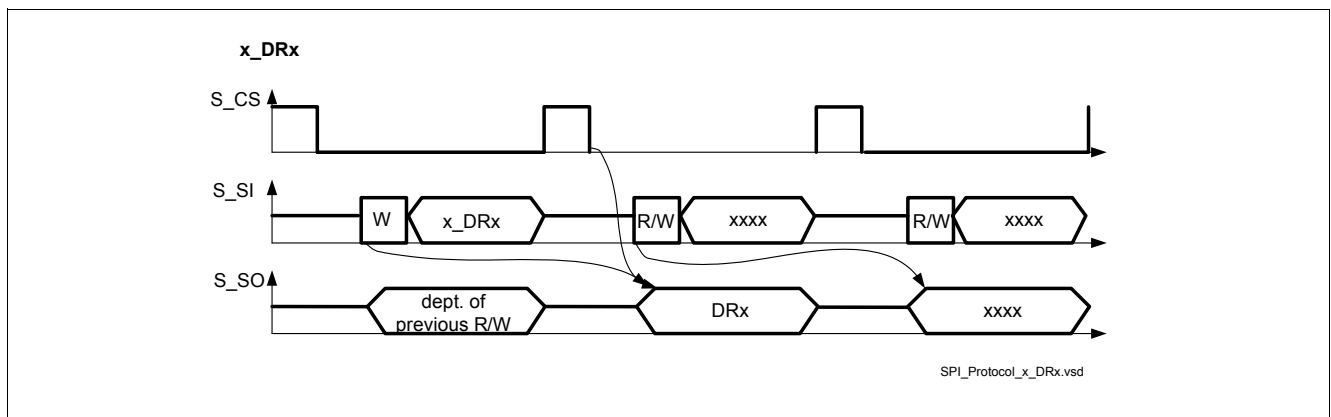 x_DRx
S_CS
S_SI
W
x_DRx
R/W
xxxx
R/W
xxxx
S_SO
dept. of
previous R/W
DRx
xxxx
SPI_Protocol_x_DRx.vsd